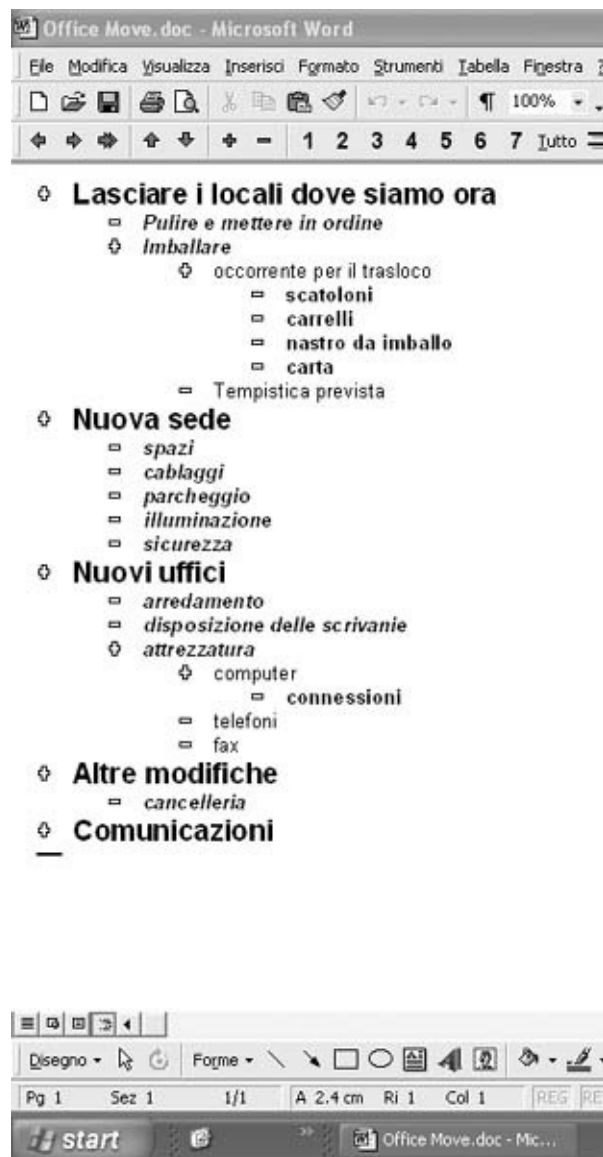 Office Move.doc - Microsoft Word
File Modifica Visualizza Inserisci Formato Strumenti Tabella Finestra ?
¶ 100%
1 2 3 4 5 6 7 Tutto
Lasciare i locali dove siamo ora
Pulire e mettere in ordine
Imballare
occorrente per il trasloco
scatoloni
carrelli
nastro da imballo
carta
Tempistica prevista
Nuova sede
spazi
cablaggi
parcheggio
illuminazione
sicurezza
Nuovi uffici
arredamento
disposizione delle scrivanie
attrezzatura
computer
connessioni
telefoni
fax
Altre modifiche
cancelleria
Comunicazioni
Disegno Forme
Pg 1 Sez 1 1/1 A 2.4 cm Ri 1 Col 1 REG RE
start Office Move.doc - Mic...